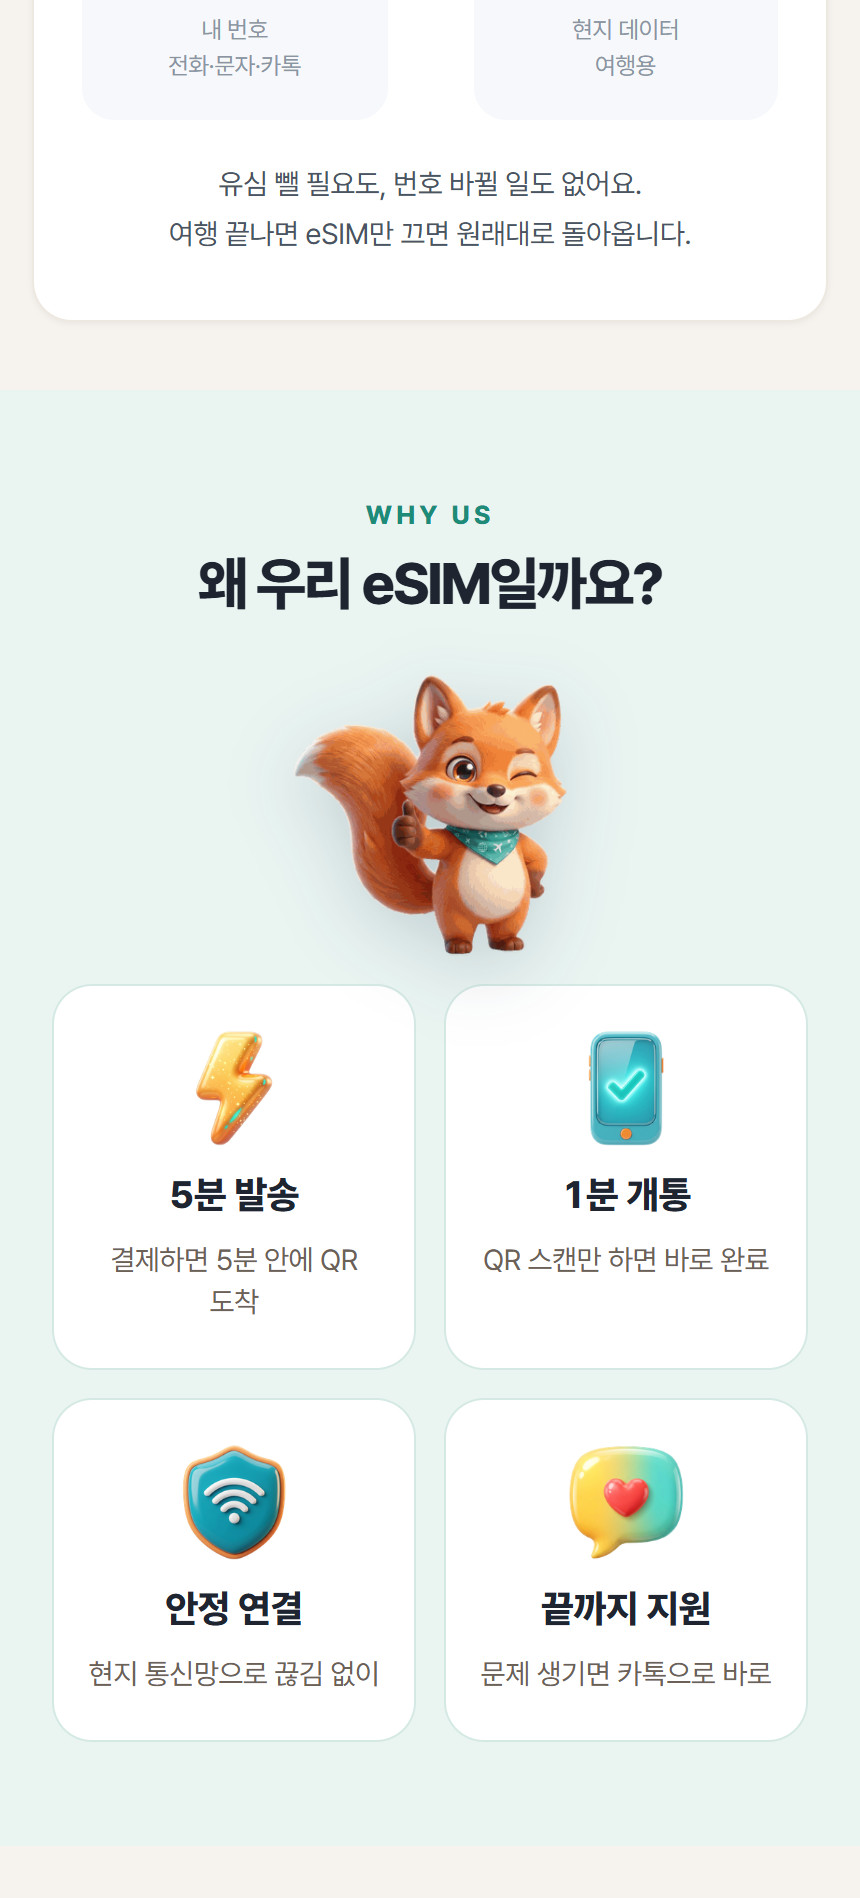 내 번호
전화·문자·카톡
현지 데이터
여행용
유심 뺄 필요도, 번호 바뀔 일도 없어요.
여행 끝나면 eSIM만 끄면 원래대로 돌아옵니다.
WHY US
왜 우리 eSIM일까요?
5분 발송
결제하면 5분 안에 QR
도착
1분 개통
QR 스캔만 하면 바로 완료
안정 연결
현지 통신망으로 끊김 없이
끝까지 지원
문제 생기면 카톡으로 바로